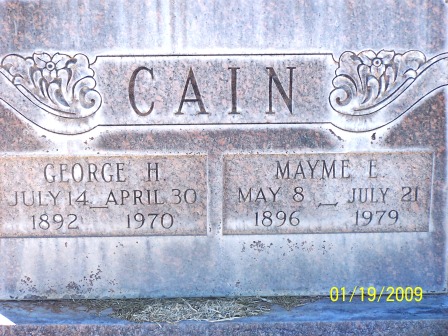 CAIN
GEORGE H.
JULY 14 _ APRIL 30
1892 1970
MAYME E.
MAY 8 _ JULY 21
1896 1979
01/19/2009